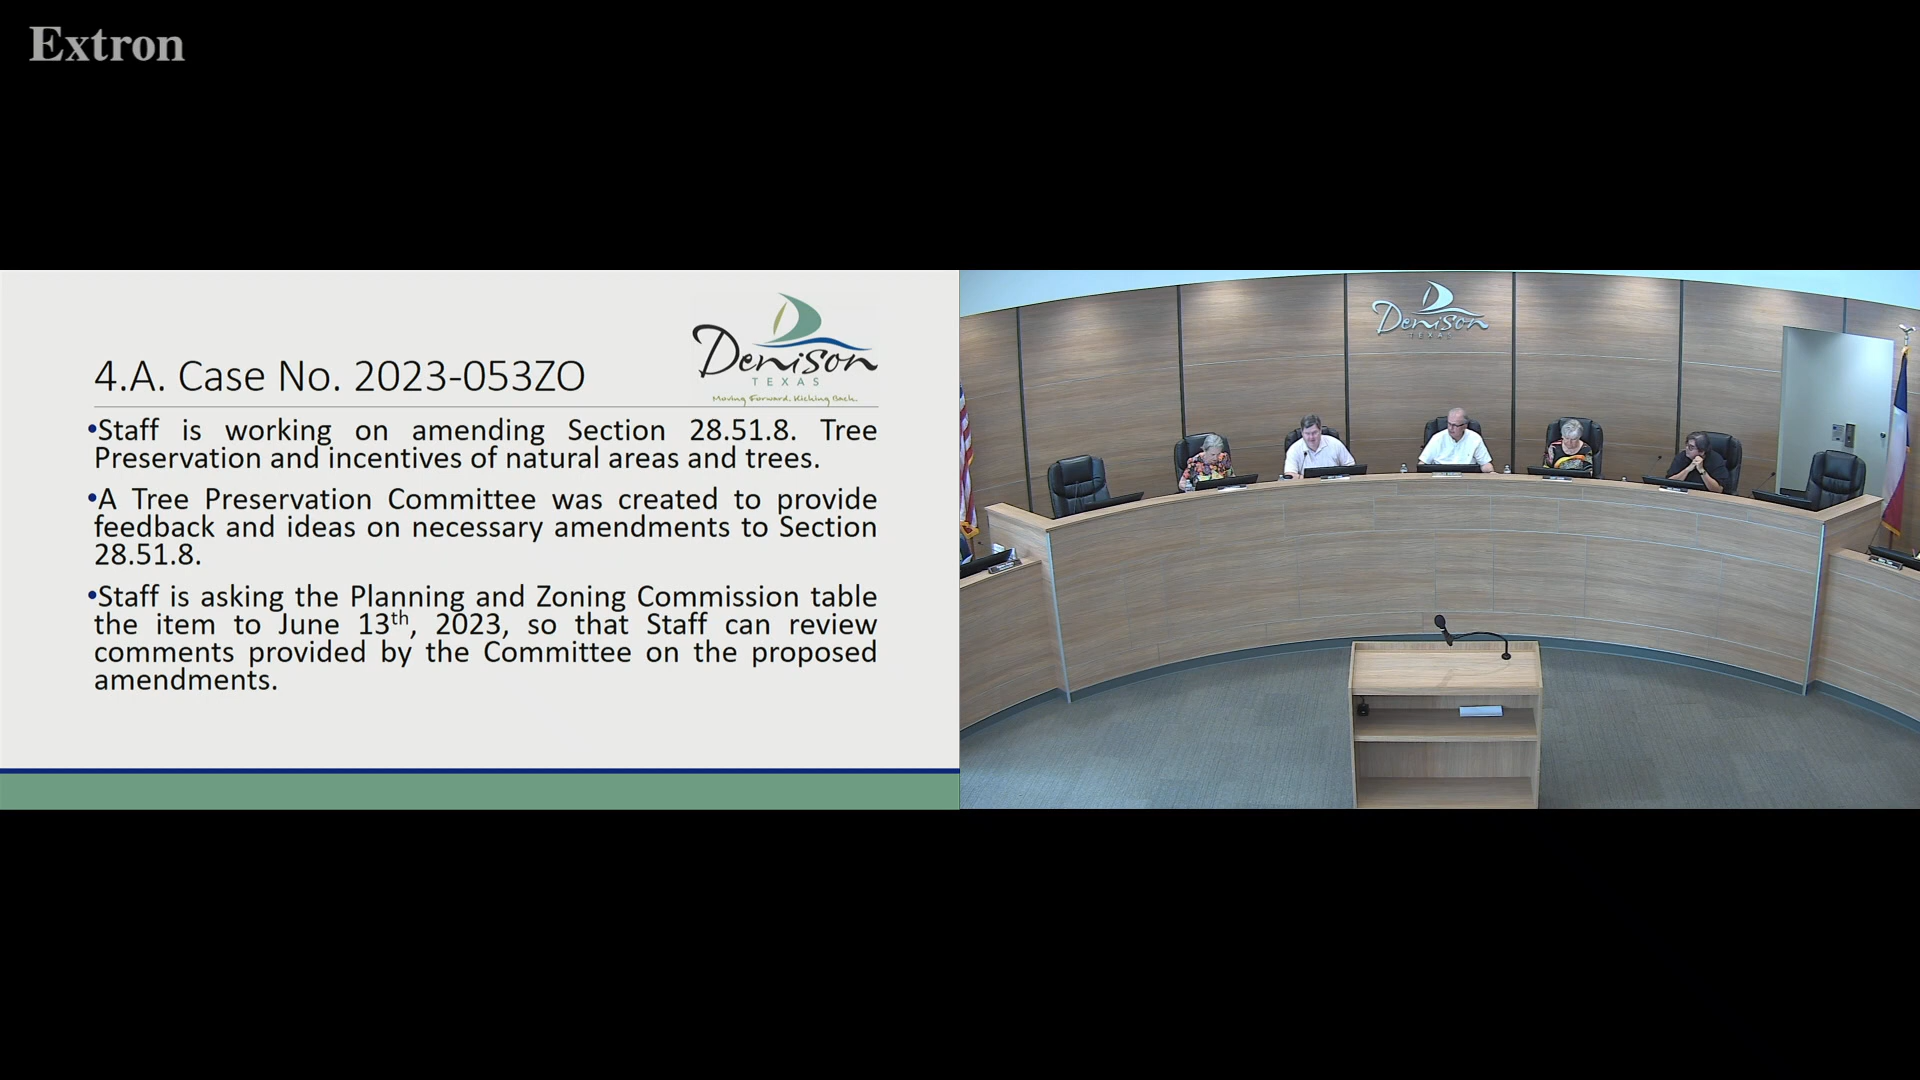 Extron
Denison
TEXAS
Moving Forward. Kicking Back.
4.A. Case No. 2023-053ZO
•Staff is working on amending Section 28.51.8. Tree
Preservation and incentives of natural areas and trees.
•A Tree Preservation Committee was created to provide
feedback and ideas on necessary amendments to Section
28.51.8.
•Staff is asking the Planning and Zoning Commission table
the item to June 13th, 2023, so that Staff can review
comments provided by the Committee on the proposed
amendments.
Denison
TEXAS